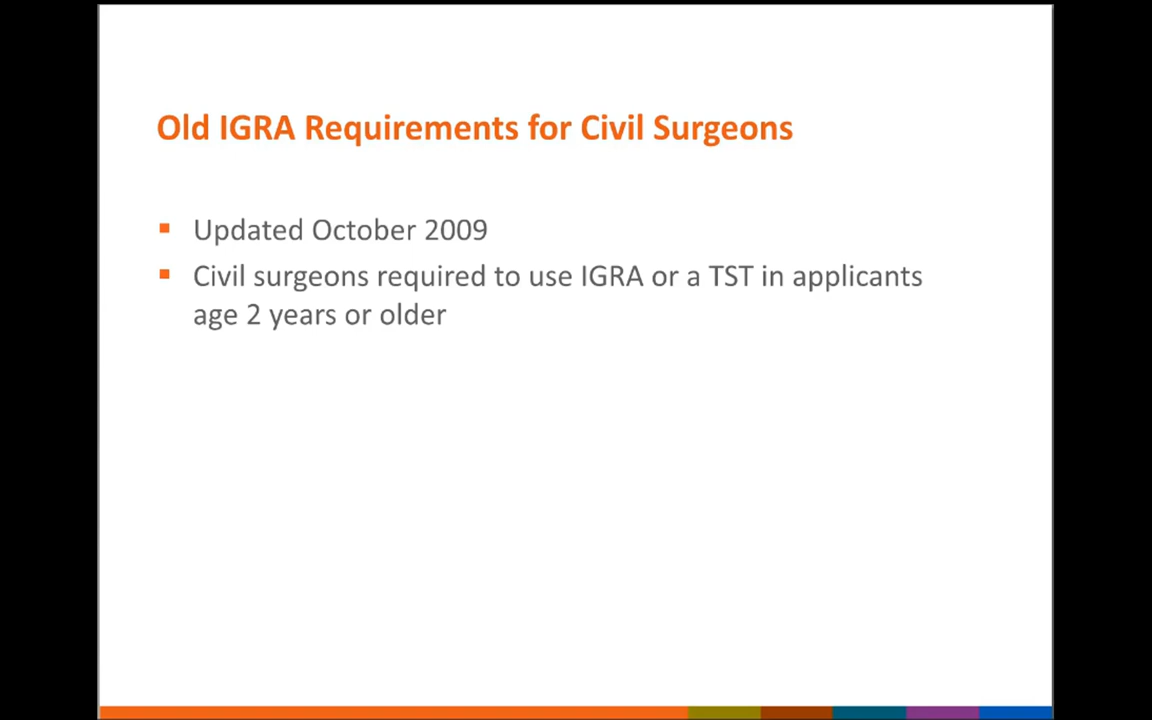 Old IGRA Requirements for Civil Surgeons
Updated October 2009
Civil surgeons required to use IGRA or a TST in applicants
age 2 years or older